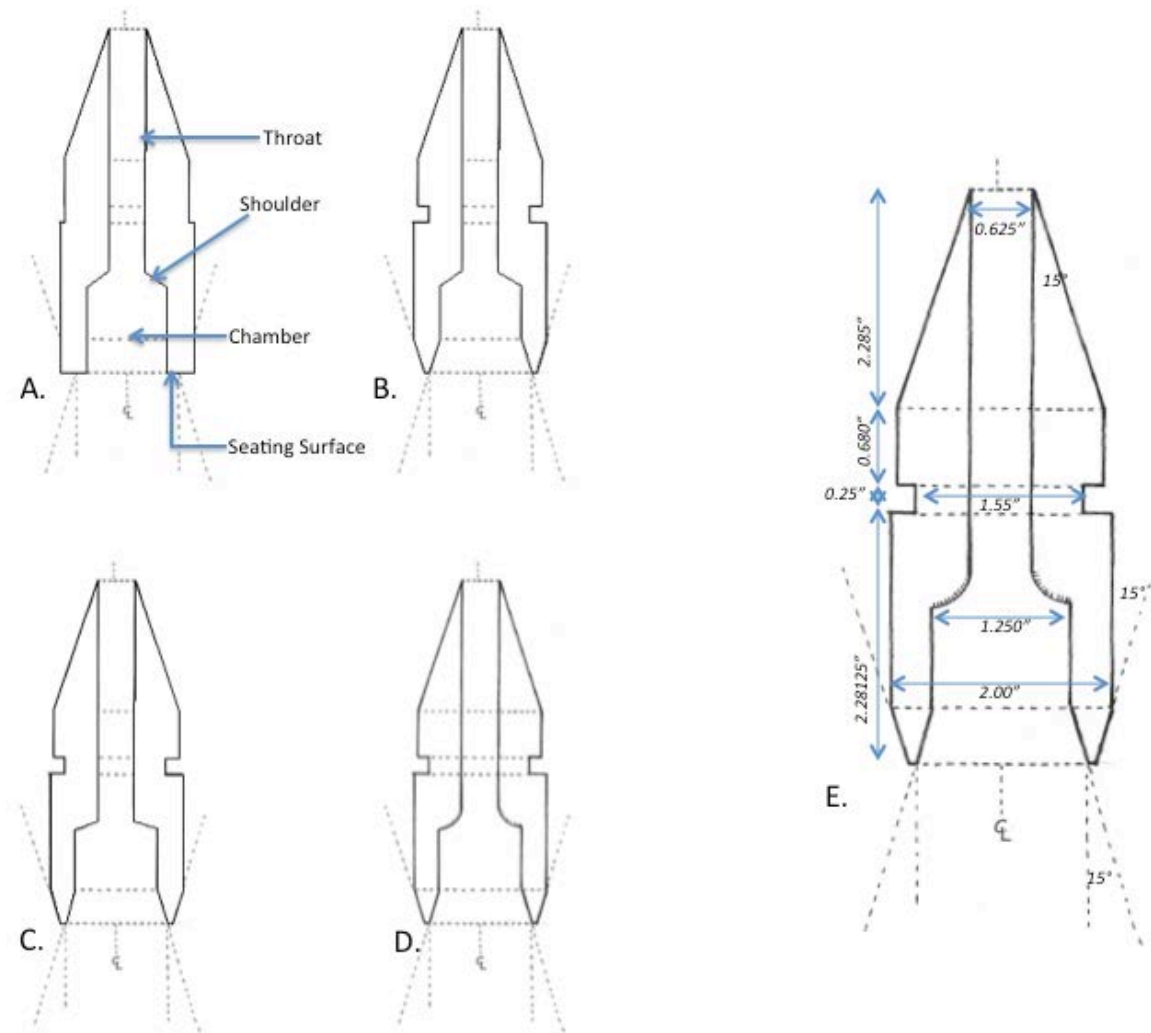 Throat
Shoulder
Chamber
Seating Surface
A.
℄
B.
℄
C.
℄
D.
℄
0.625"
15°
2.285"
0.680"
0.25"
1.55"
15°
1.250"
2.00"
2.28125"
E.
℄
15°